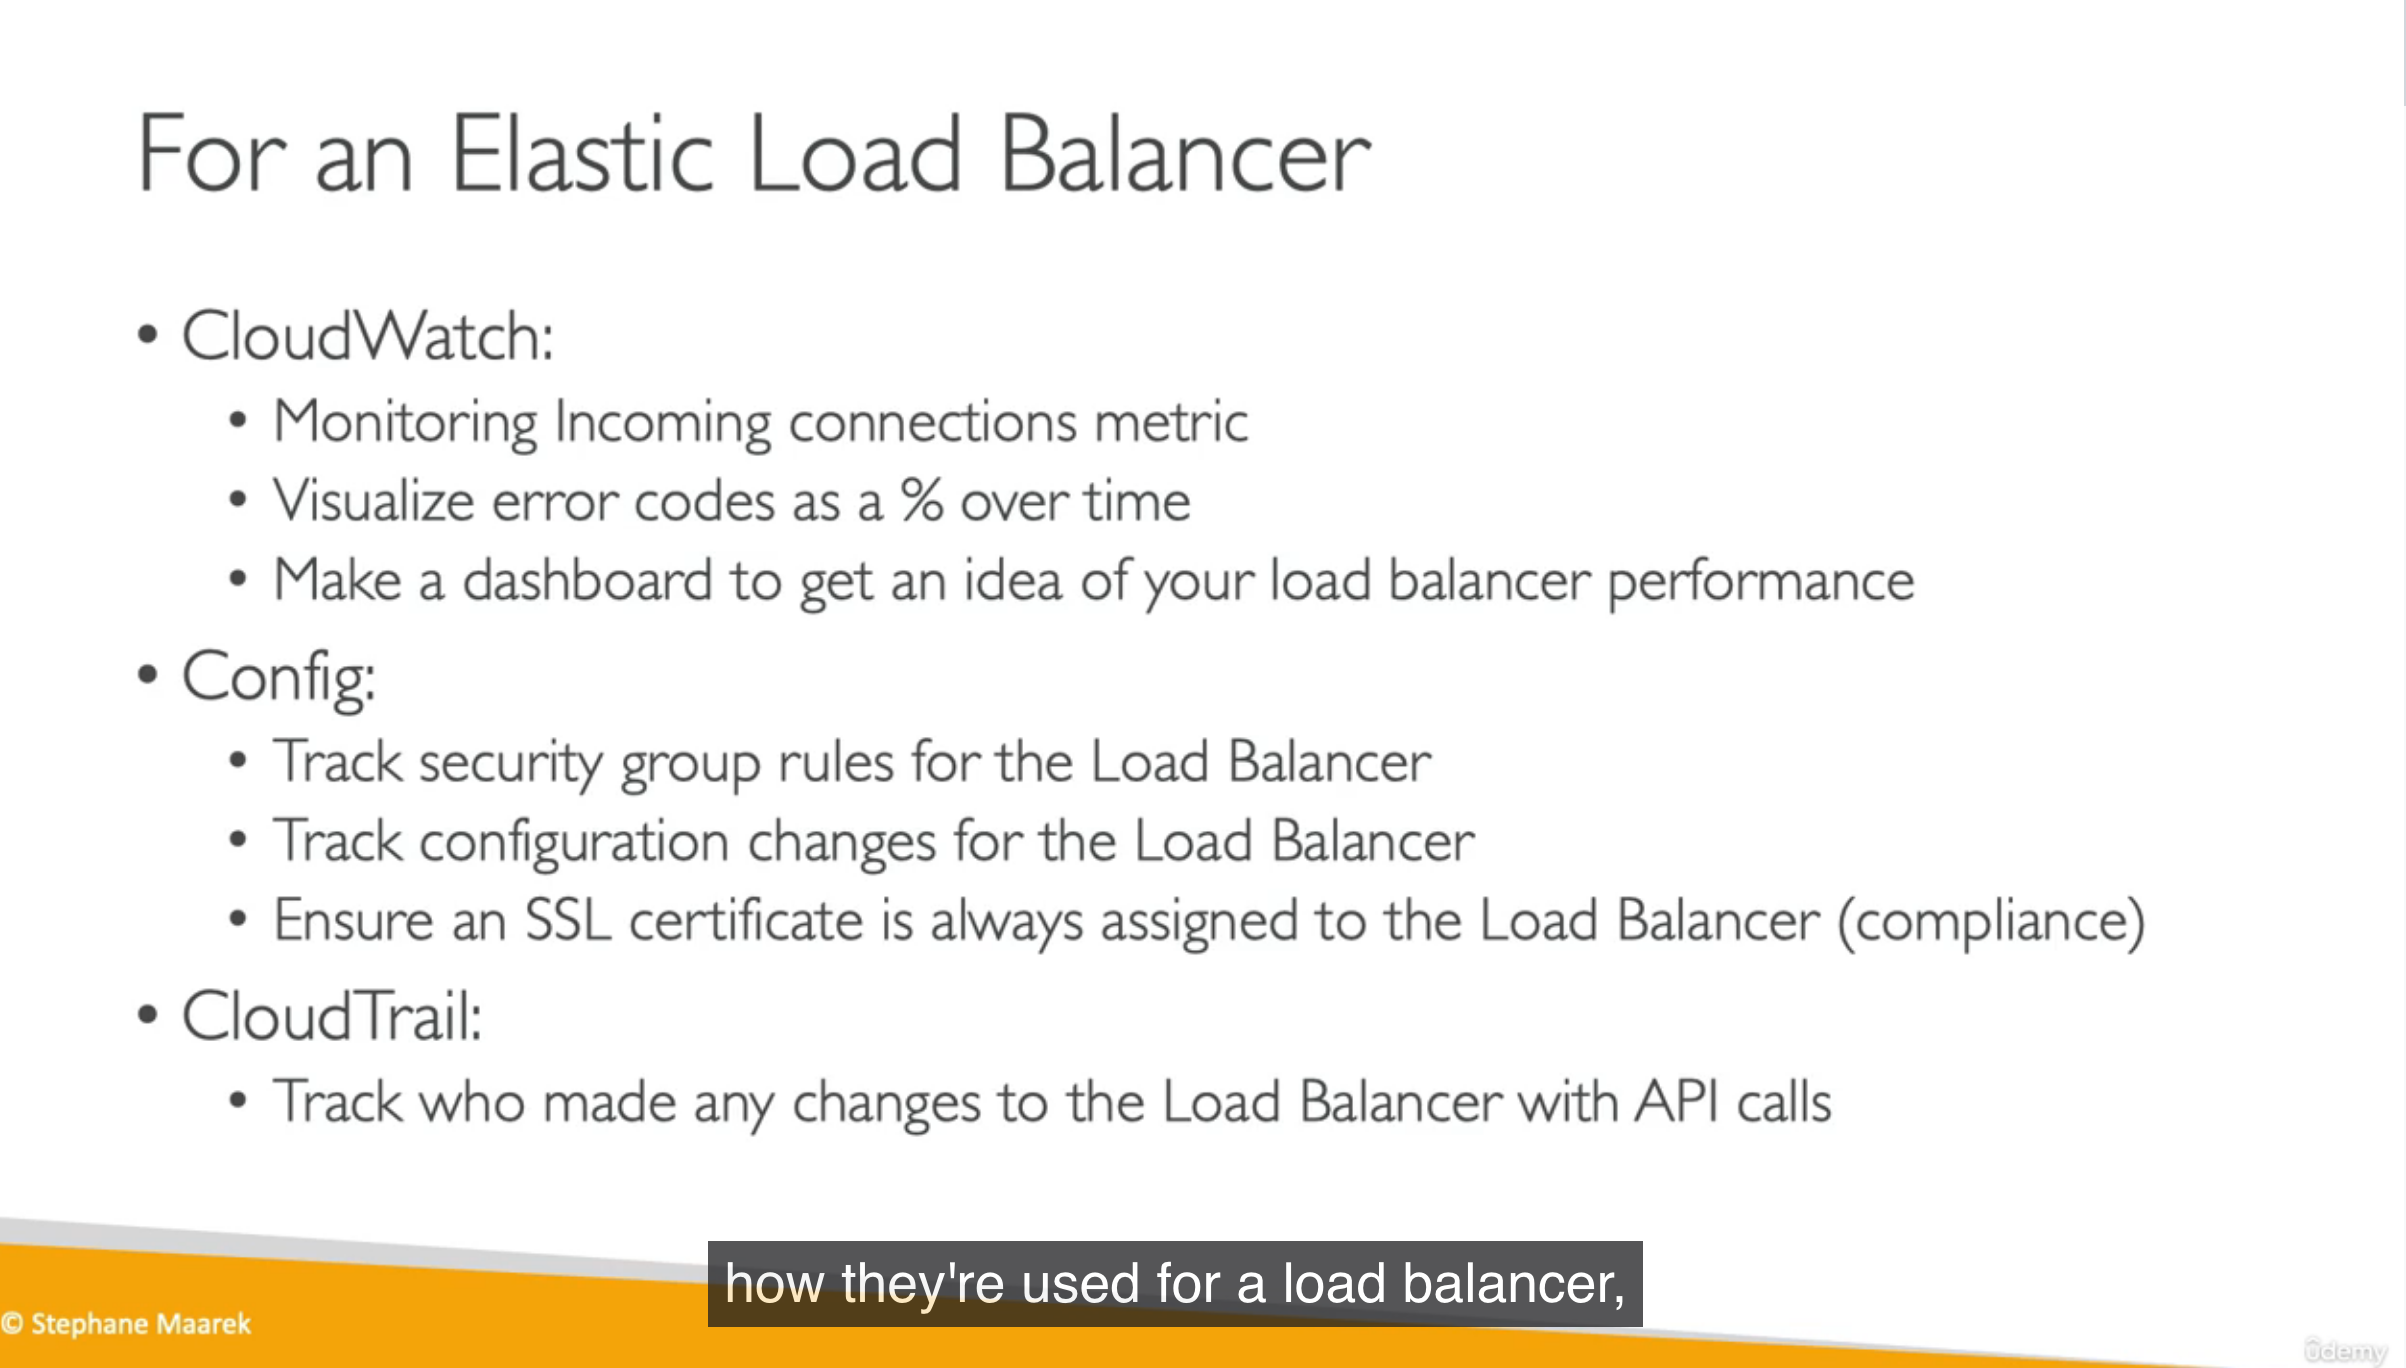 For an Elastic Load Balancer
• CloudWatch:
• Monitoring Incoming connections metric
• Visualize error codes as a % over time
• Make a dashboard to get an idea of your load balancer performance
• Config:
• Track security group rules for the Load Balancer
• Track configuration changes for the Load Balancer
• Ensure an SSL certificate is always assigned to the Load Balancer (compliance)
• CloudTrail:
• Track who made any changes to the Load Balancer with API calls
how they're used for a load balancer,
© Stephane Maarek
ûdemy